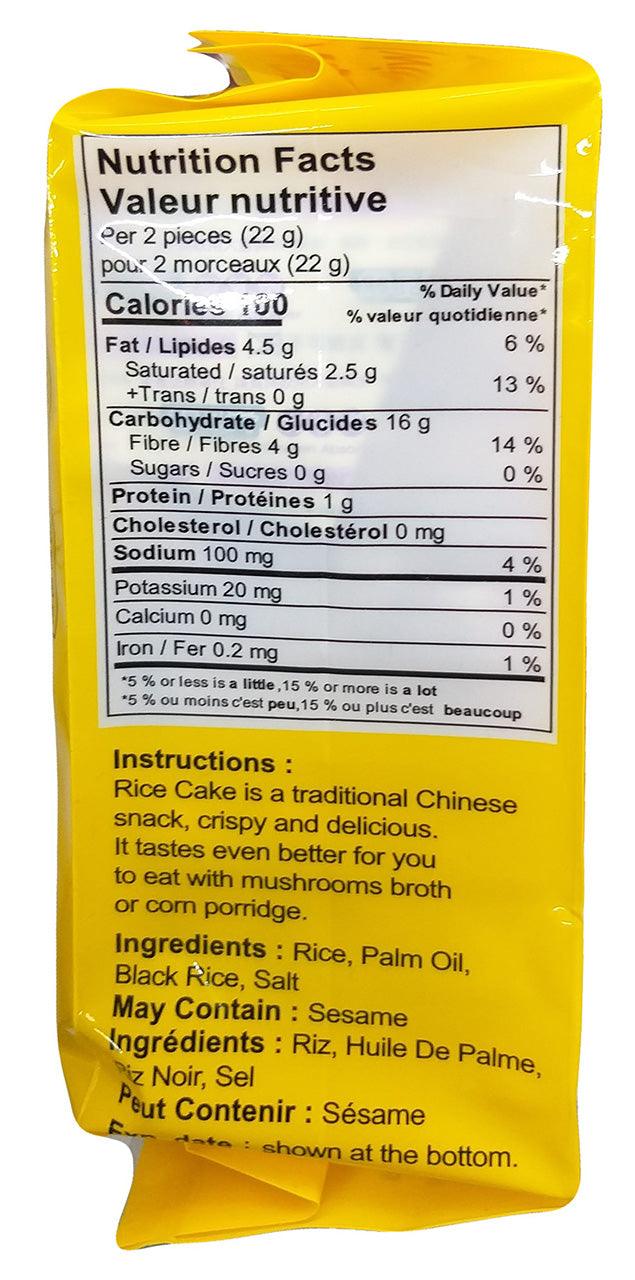 Nutrition Facts
Valeur nutritive
Per 2 pieces (22 g)
pour 2 morceaux (22 g)
Calories 100
% Daily Value*
% valeur quotidienne*
Fat / Lipides 4.5 g 6 %
Saturated / saturés 2.5 g
+Trans / trans 0 g 13 %
Carbohydrate / Glucides 16 g
Fibre / Fibres 4 g 14 %
Sugars / Sucres 0 g 0 %
Protein / Protéines 1 g
Cholesterol / Cholestérol 0 mg
Sodium 100 mg 4 %
Potassium 20 mg 1 %
Calcium 0 mg 0 %
Iron / Fer 0.2 mg 1 %
*5 % or less is a little,15 % or more is a lot
*5 % ou moins c'est peu,15 % ou plus c'est beaucoup
Instructions :
Rice Cake is a traditional Chinese
snack, crispy and delicious.
It tastes even better for you
to eat with mushrooms broth
or corn porridge.
Ingredients : Rice, Palm Oil,
Black Rice, Salt
May Contain : Sesame
Ingrédients : Riz, Huile De Palme,
Riz Noir, Sel
Peut Contenir : Sésame
Exp date : shown at the bottom.